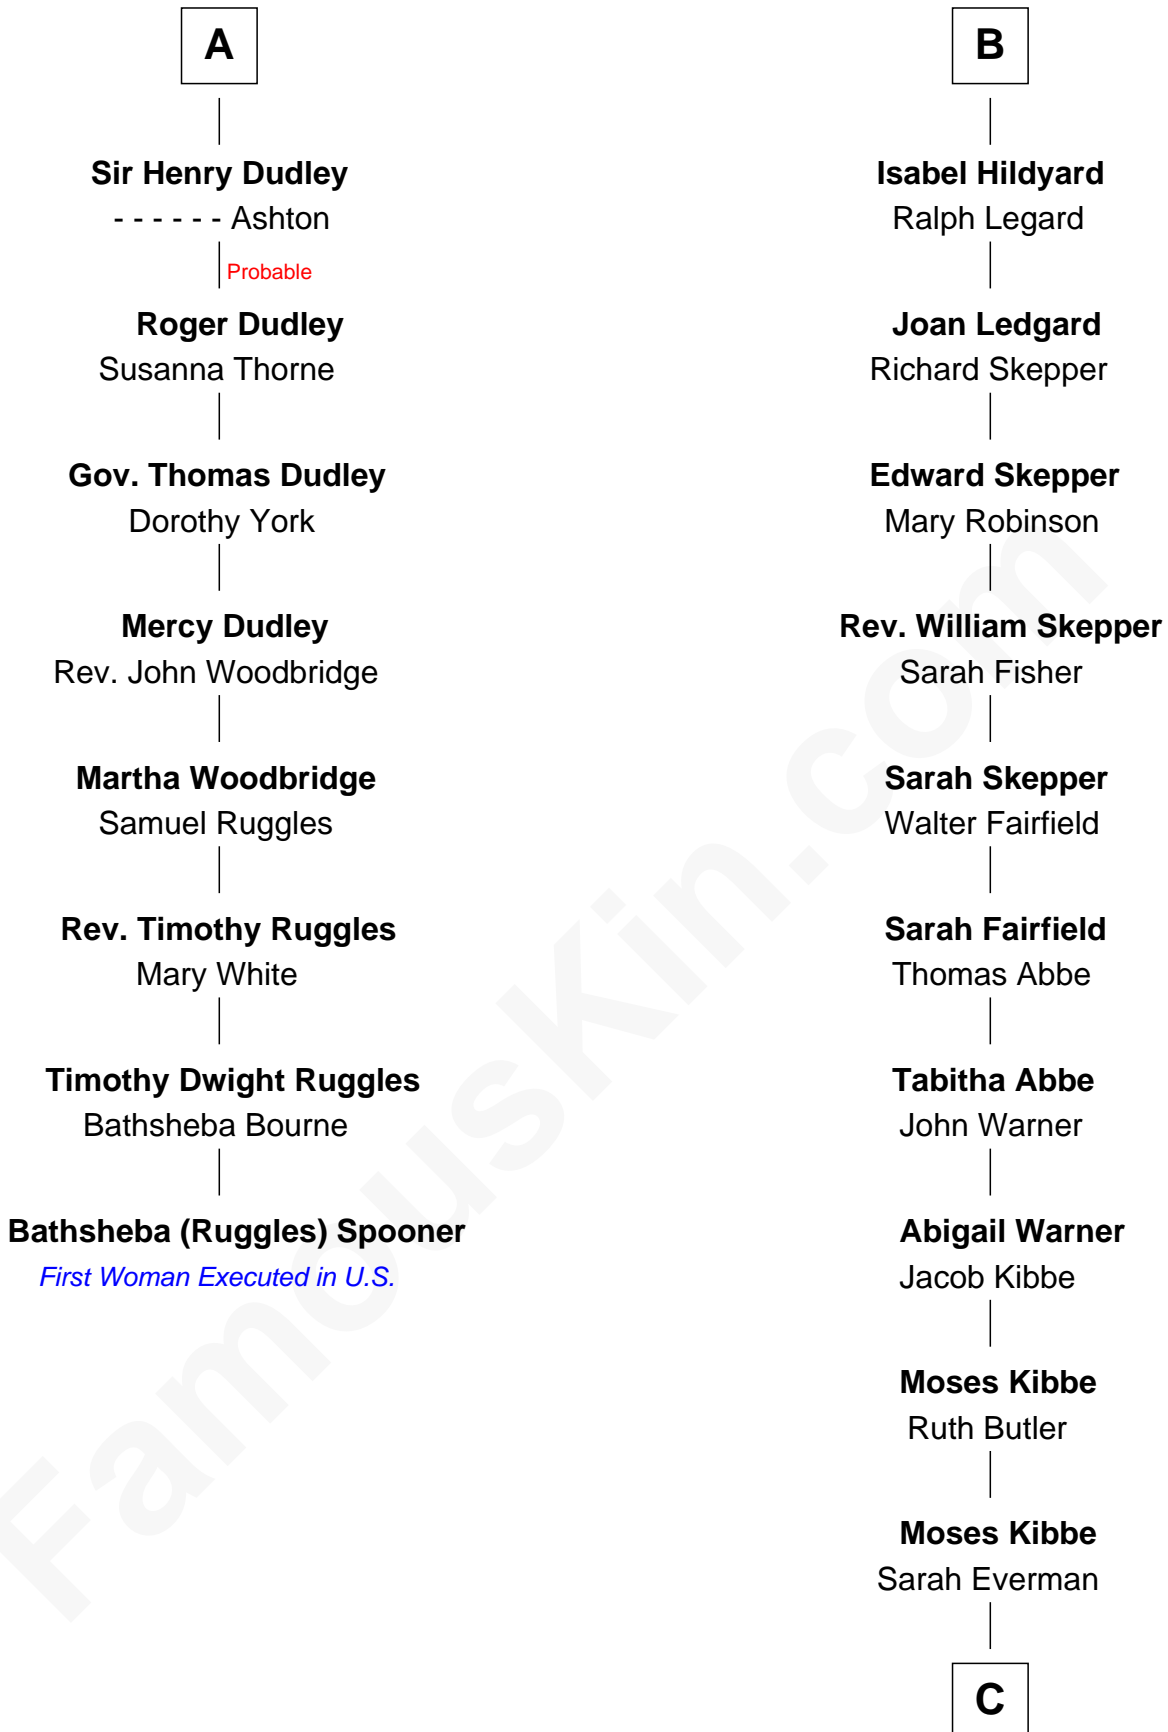 A
Sir Henry Dudley
- - - - - - Ashton
Probable
Roger Dudley
Susanna Thorne
Gov. Thomas Dudley
Dorothy York
Mercy Dudley
Rev. John Woodbridge
Martha Woodbridge
Samuel Ruggles
Rev. Timothy Ruggles
Mary White
Timothy Dwight Ruggles
Bathsheba Bourne
Bathsheba (Ruggles) Spooner
First Woman Executed in U.S.
B
Isabel Hildyard
Ralph Legard
Joan Ledgard
Richard Skepper
Edward Skepper
Mary Robinson
Rev. William Skepper
Sarah Fisher
Sarah Skepper
Walter Fairfield
Sarah Fairfield
Thomas Abbe
Tabitha Abbe
John Warner
Abigail Warner
Jacob Kibbe
Moses Kibbe
Ruth Butler
Moses Kibbe
Sarah Everman
C
FamousKin.com